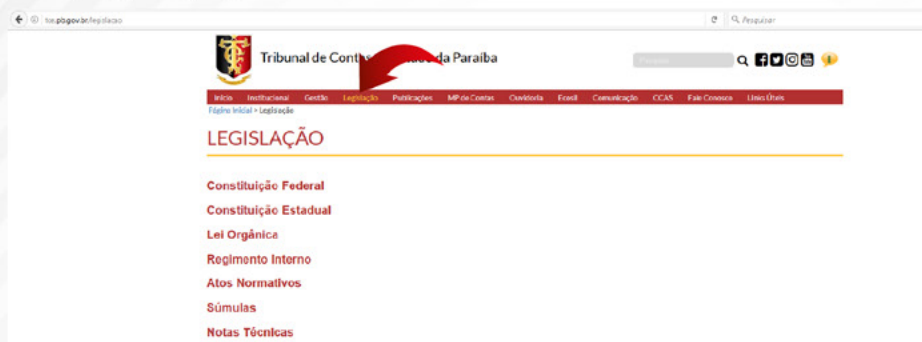 tce.pb.gov.br/legislacao
Pesquisar
Tribunal de Contas da Paraíba
Pesquisar
Início Institucional Gestão Legislação Publicações MP de Contas Ouvidoria Ecosil Comunicação CCAS Fale Conosco Links Úteis
Página Inicial > Legislação
LEGISLAÇÃO
Constituição Federal
Constituição Estadual
Lei Orgânica
Regimento Interno
Atos Normativos
Súmulas
Notas Técnicas